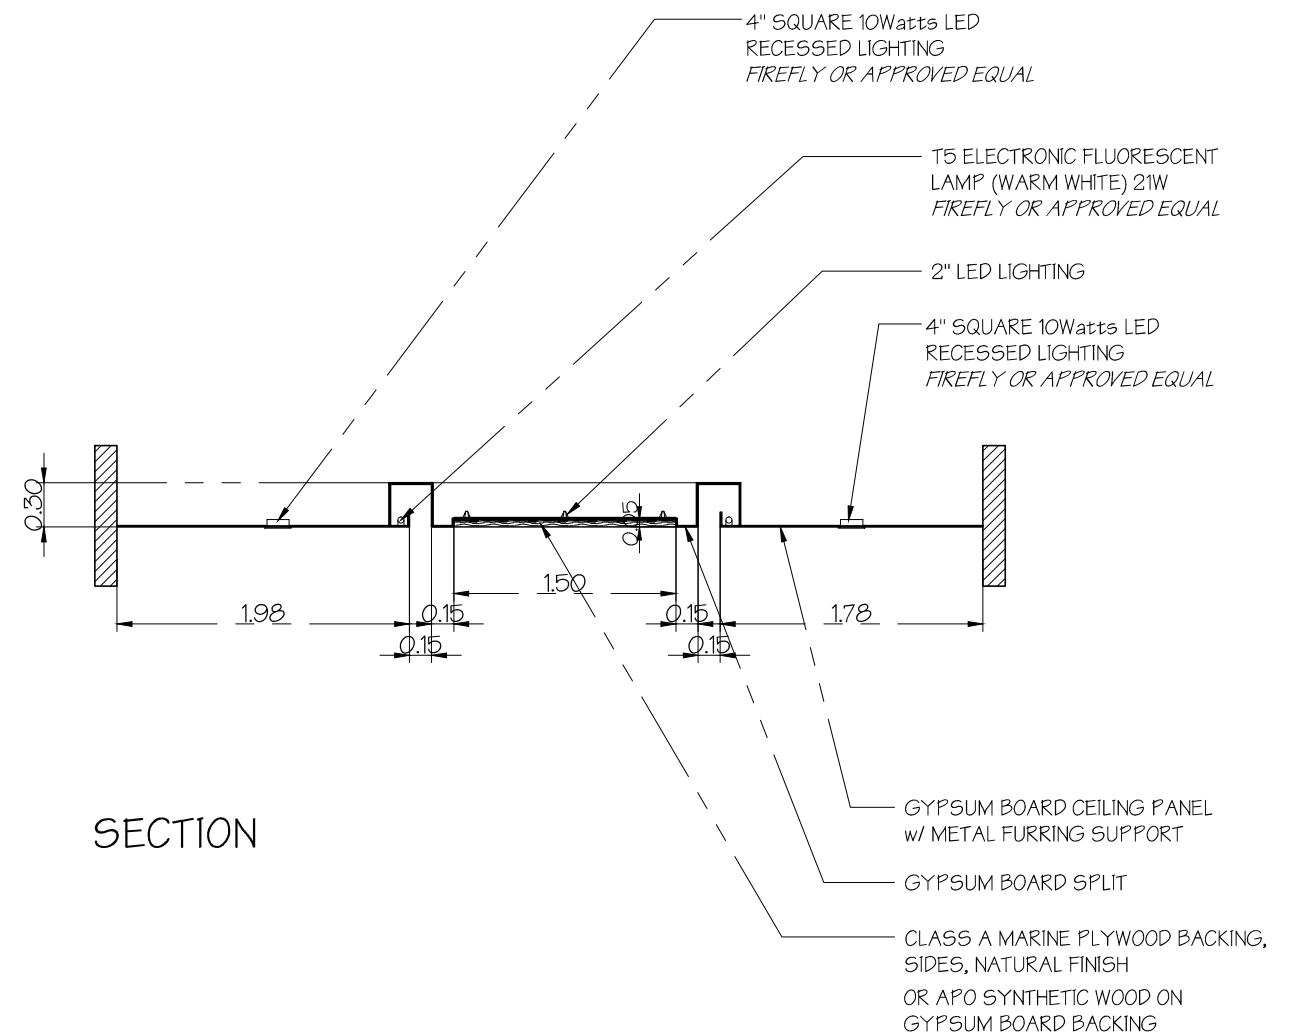 4" SQUARE 10Watts LED
RECESSED LIGHTING
FIREFLY OR APPROVED EQUAL
T5 ELECTRONIC FLUORESCENT
LAMP (WARM WHITE) 21W
FIREFLY OR APPROVED EQUAL
2" LED LIGHTING
4" SQUARE 10Watts LED
RECESSED LIGHTING
FIREFLY OR APPROVED EQUAL
0.30
0.05
1.50
1.98
0.15
0.15
1.78
0.15
0.15
GYPSUM BOARD CEILING PANEL
w/ METAL FURRING SUPPORT
SECTION
GYPSUM BOARD SPLIT
CLASS A MARINE PLYWOOD BACKING,
SIDES, NATURAL FINISH
OR APO SYNTHETIC WOOD ON
GYPSUM BOARD BACKING